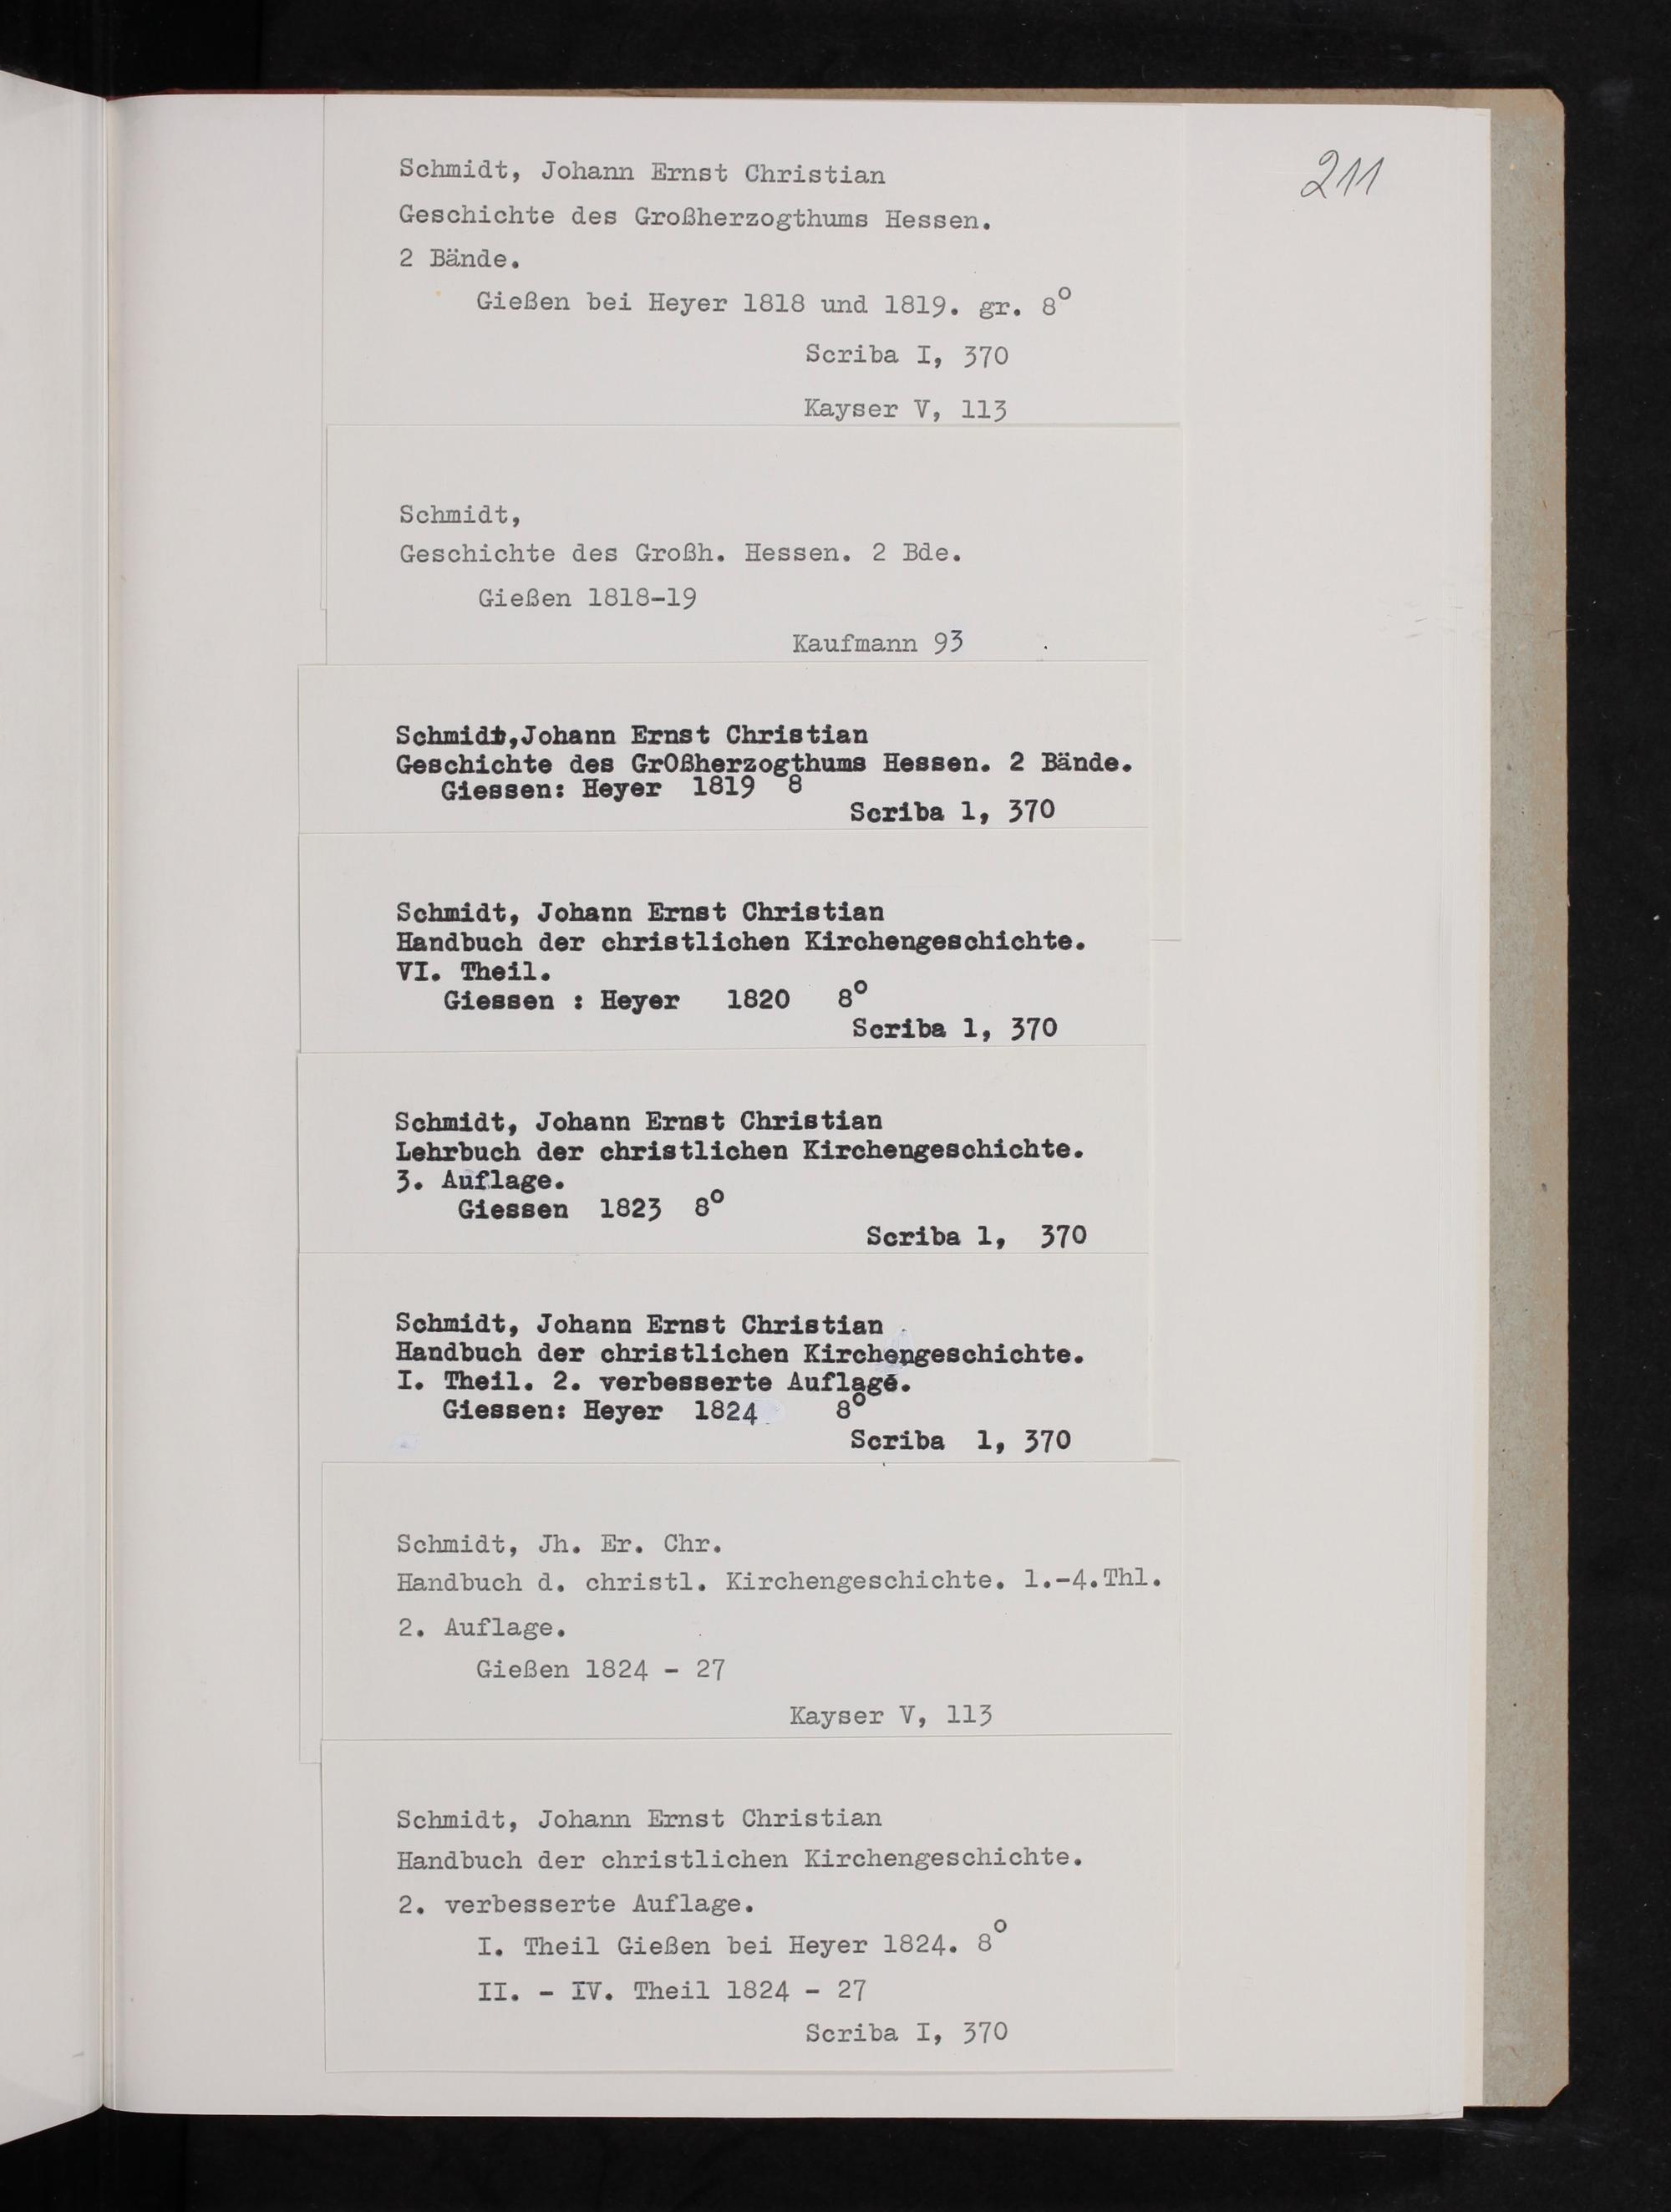 211
Schmidt, Johann Ernst Christian
Geschichte des Großherzogthums Hessen.
2 Bände.
Gießen bei Heyer 1818 und 1819. gr. 8°
Scriba I, 370
Kayser V, 113
Schmidt,
Geschichte des Großh. Hessen. 2 Bde.
Gießen 1818-19
Kaufmann 93
Schmidt,Johann Ernst Christian
Geschichte des GrOßherzogthums Hessen. 2 Bände.
Giessen: Heyer 1819 8
Scriba 1, 370
Schmidt, Johann Ernst Christian
Handbuch der christlichen Kirchengeschichte.
VI. Theil.
Giessen : Heyer 1820 8°
Scriba 1, 370
Schmidt, Johann Ernst Christian
Lehrbuch der christlichen Kirchengeschichte.
3. Auflage.
Giessen 1823 8°
Scriba 1, 370
Schmidt, Johann Ernst Christian
Handbuch der christlichen Kirchengeschichte.
I. Theil. 2. verbesserte Auflage.
Giessen: Heyer 1824 8°
Scriba 1, 370
Schmidt, Jh. Er. Chr.
Handbuch d. christl. Kirchengeschichte. 1.-4.Thl.
2. Auflage.
Gießen 1824 - 27
Kayser V, 113
Schmidt, Johann Ernst Christian
Handbuch der christlichen Kirchengeschichte.
2. verbesserte Auflage.
I. Theil Gießen bei Heyer 1824. 8°
II. - IV. Theil 1824 - 27
Scriba I, 370